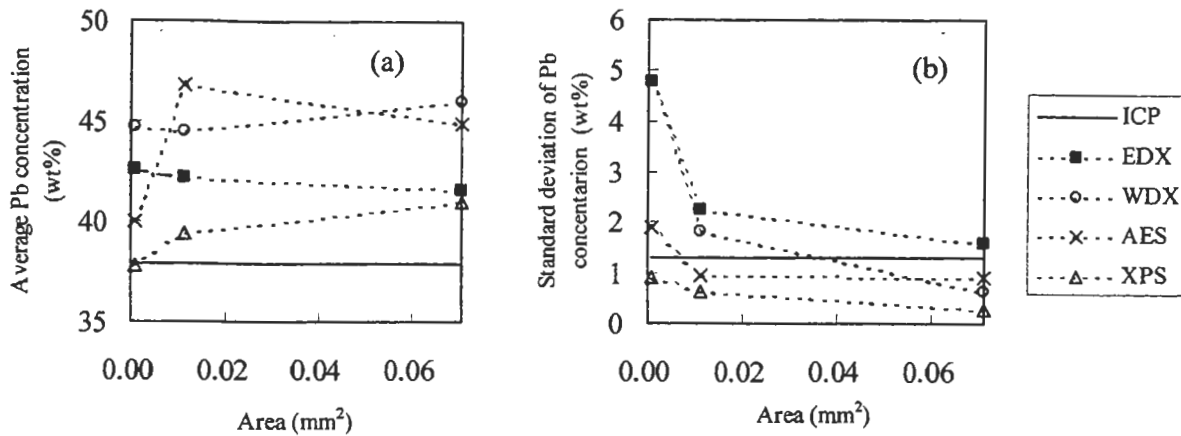 Average Pb concentration
(wt%)
50
45
40
35
(a)
0.00 0.02 0.04 0.06
Area (mm²)
Standard deviation of Pb
concentarion (wt%)
6
5
4
3
2
1
0
(b)
0.00 0.02 0.04 0.06
Area (mm²)
ICP
EDX
WDX
AES
XPS